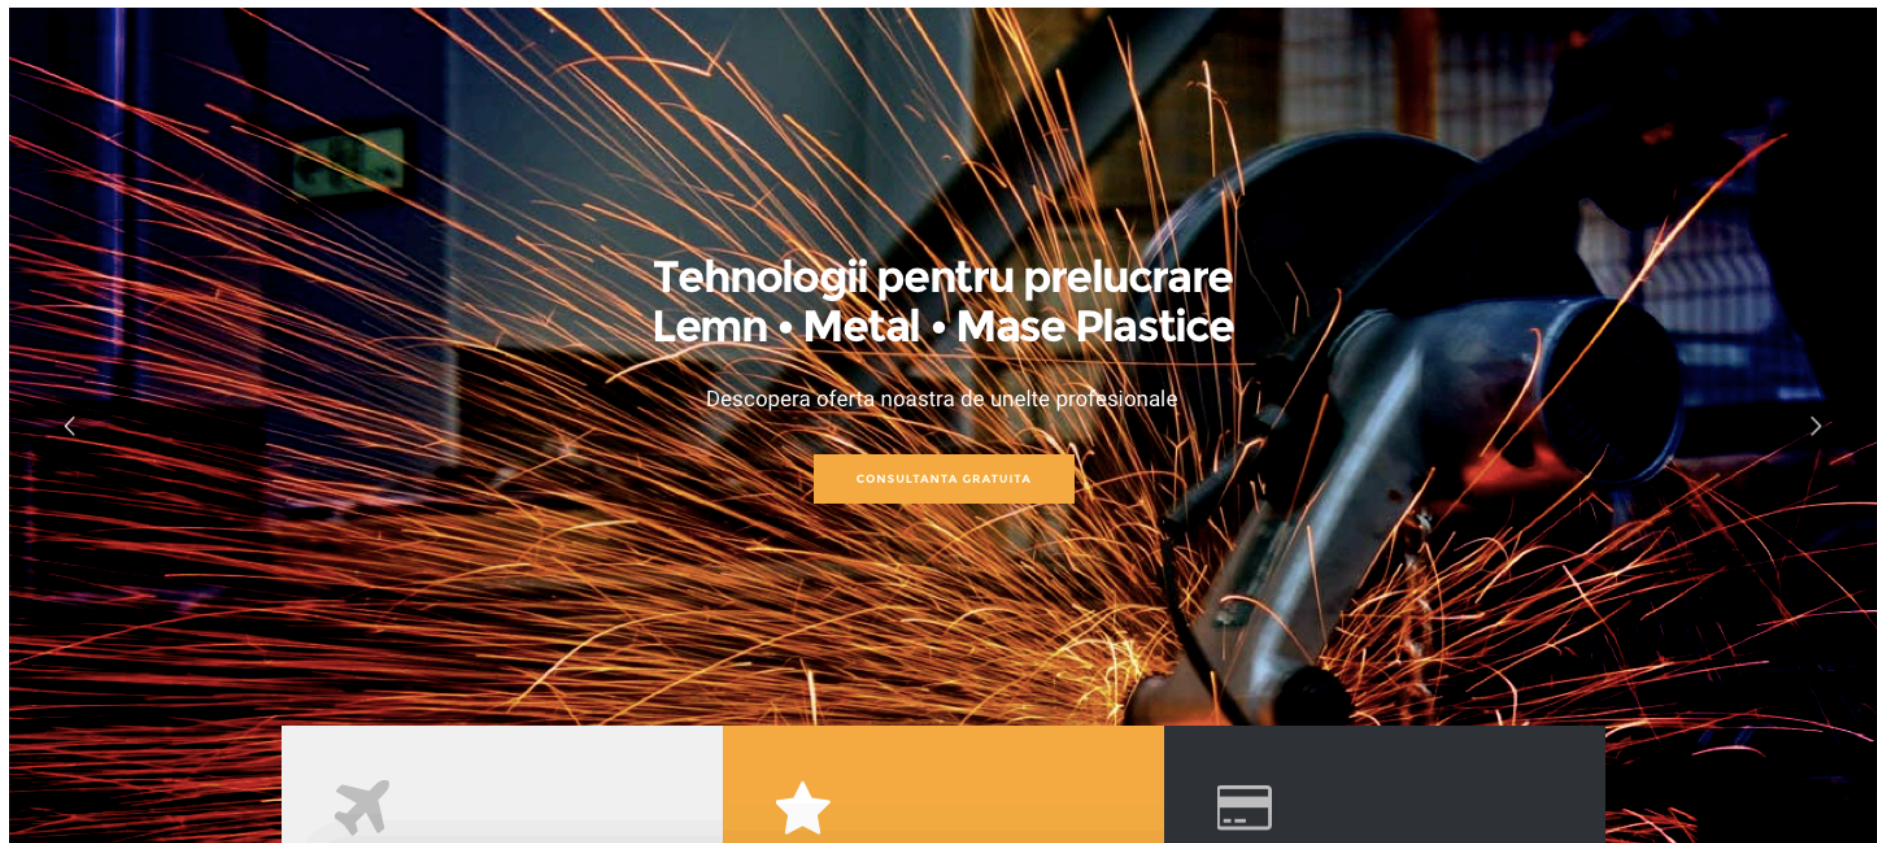 Tehnologii pentru prelucrare
Lemn • Metal • Mase Plastice
Descopera oferta noastra de unelte profesionale
CONSULTANTA GRATUITA